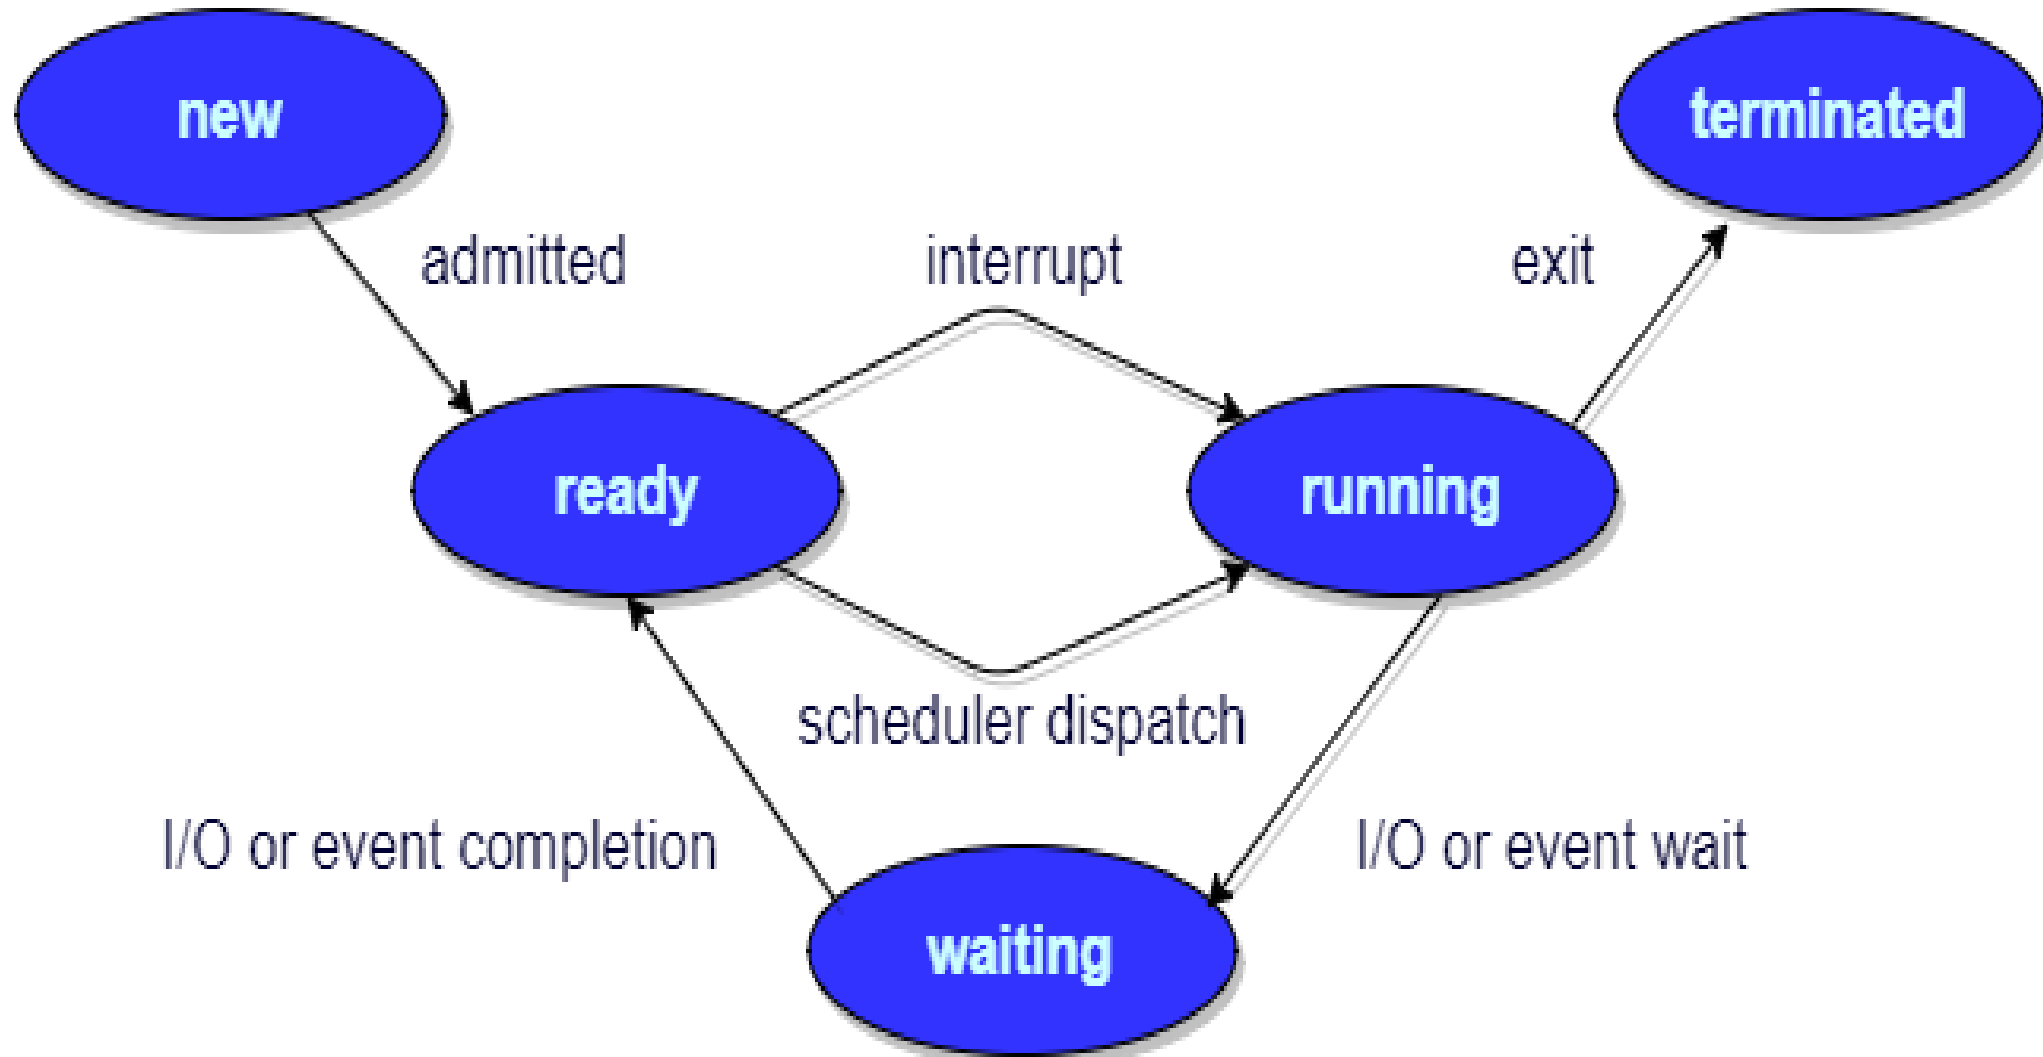 new
terminated
admitted
interrupt
exit
ready
running
scheduler dispatch
I/O or event completion
I/O or event wait
waiting